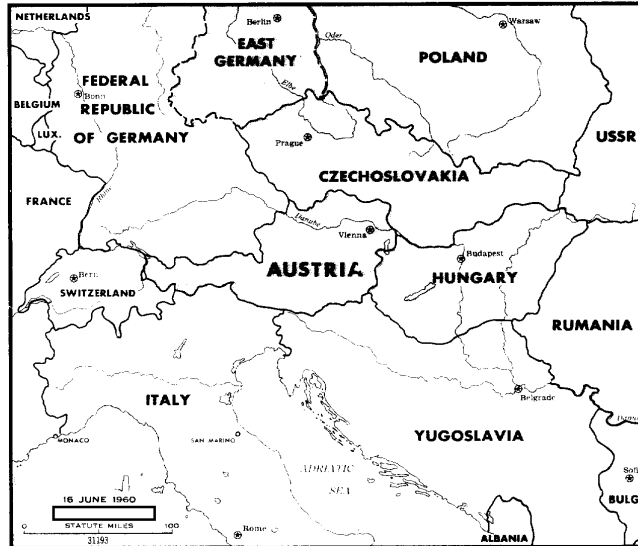 NETHERLANDS
Berlin
Warsaw
EAST
GERMANY
Oder
POLAND
FEDERAL
REPUBLIC
OF GERMANY
Bonn
Elbe
BELGIUM
LUX.
Prague
USSR
CZECHOSLOVAKIA
FRANCE
Rhine
Danube
Vienna
Budapest
AUSTRIA
HUNGARY
Bern
SWITZERLAND
RUMANIA
ITALY
Belgrade
MONACO
SAN MARINO
YUGOSLAVIA
ADRIATIC
SEA
Sofi
BULG
16 JUNE 1960
STATUTE MILES
0 100
31193
Rome
ALBANIA